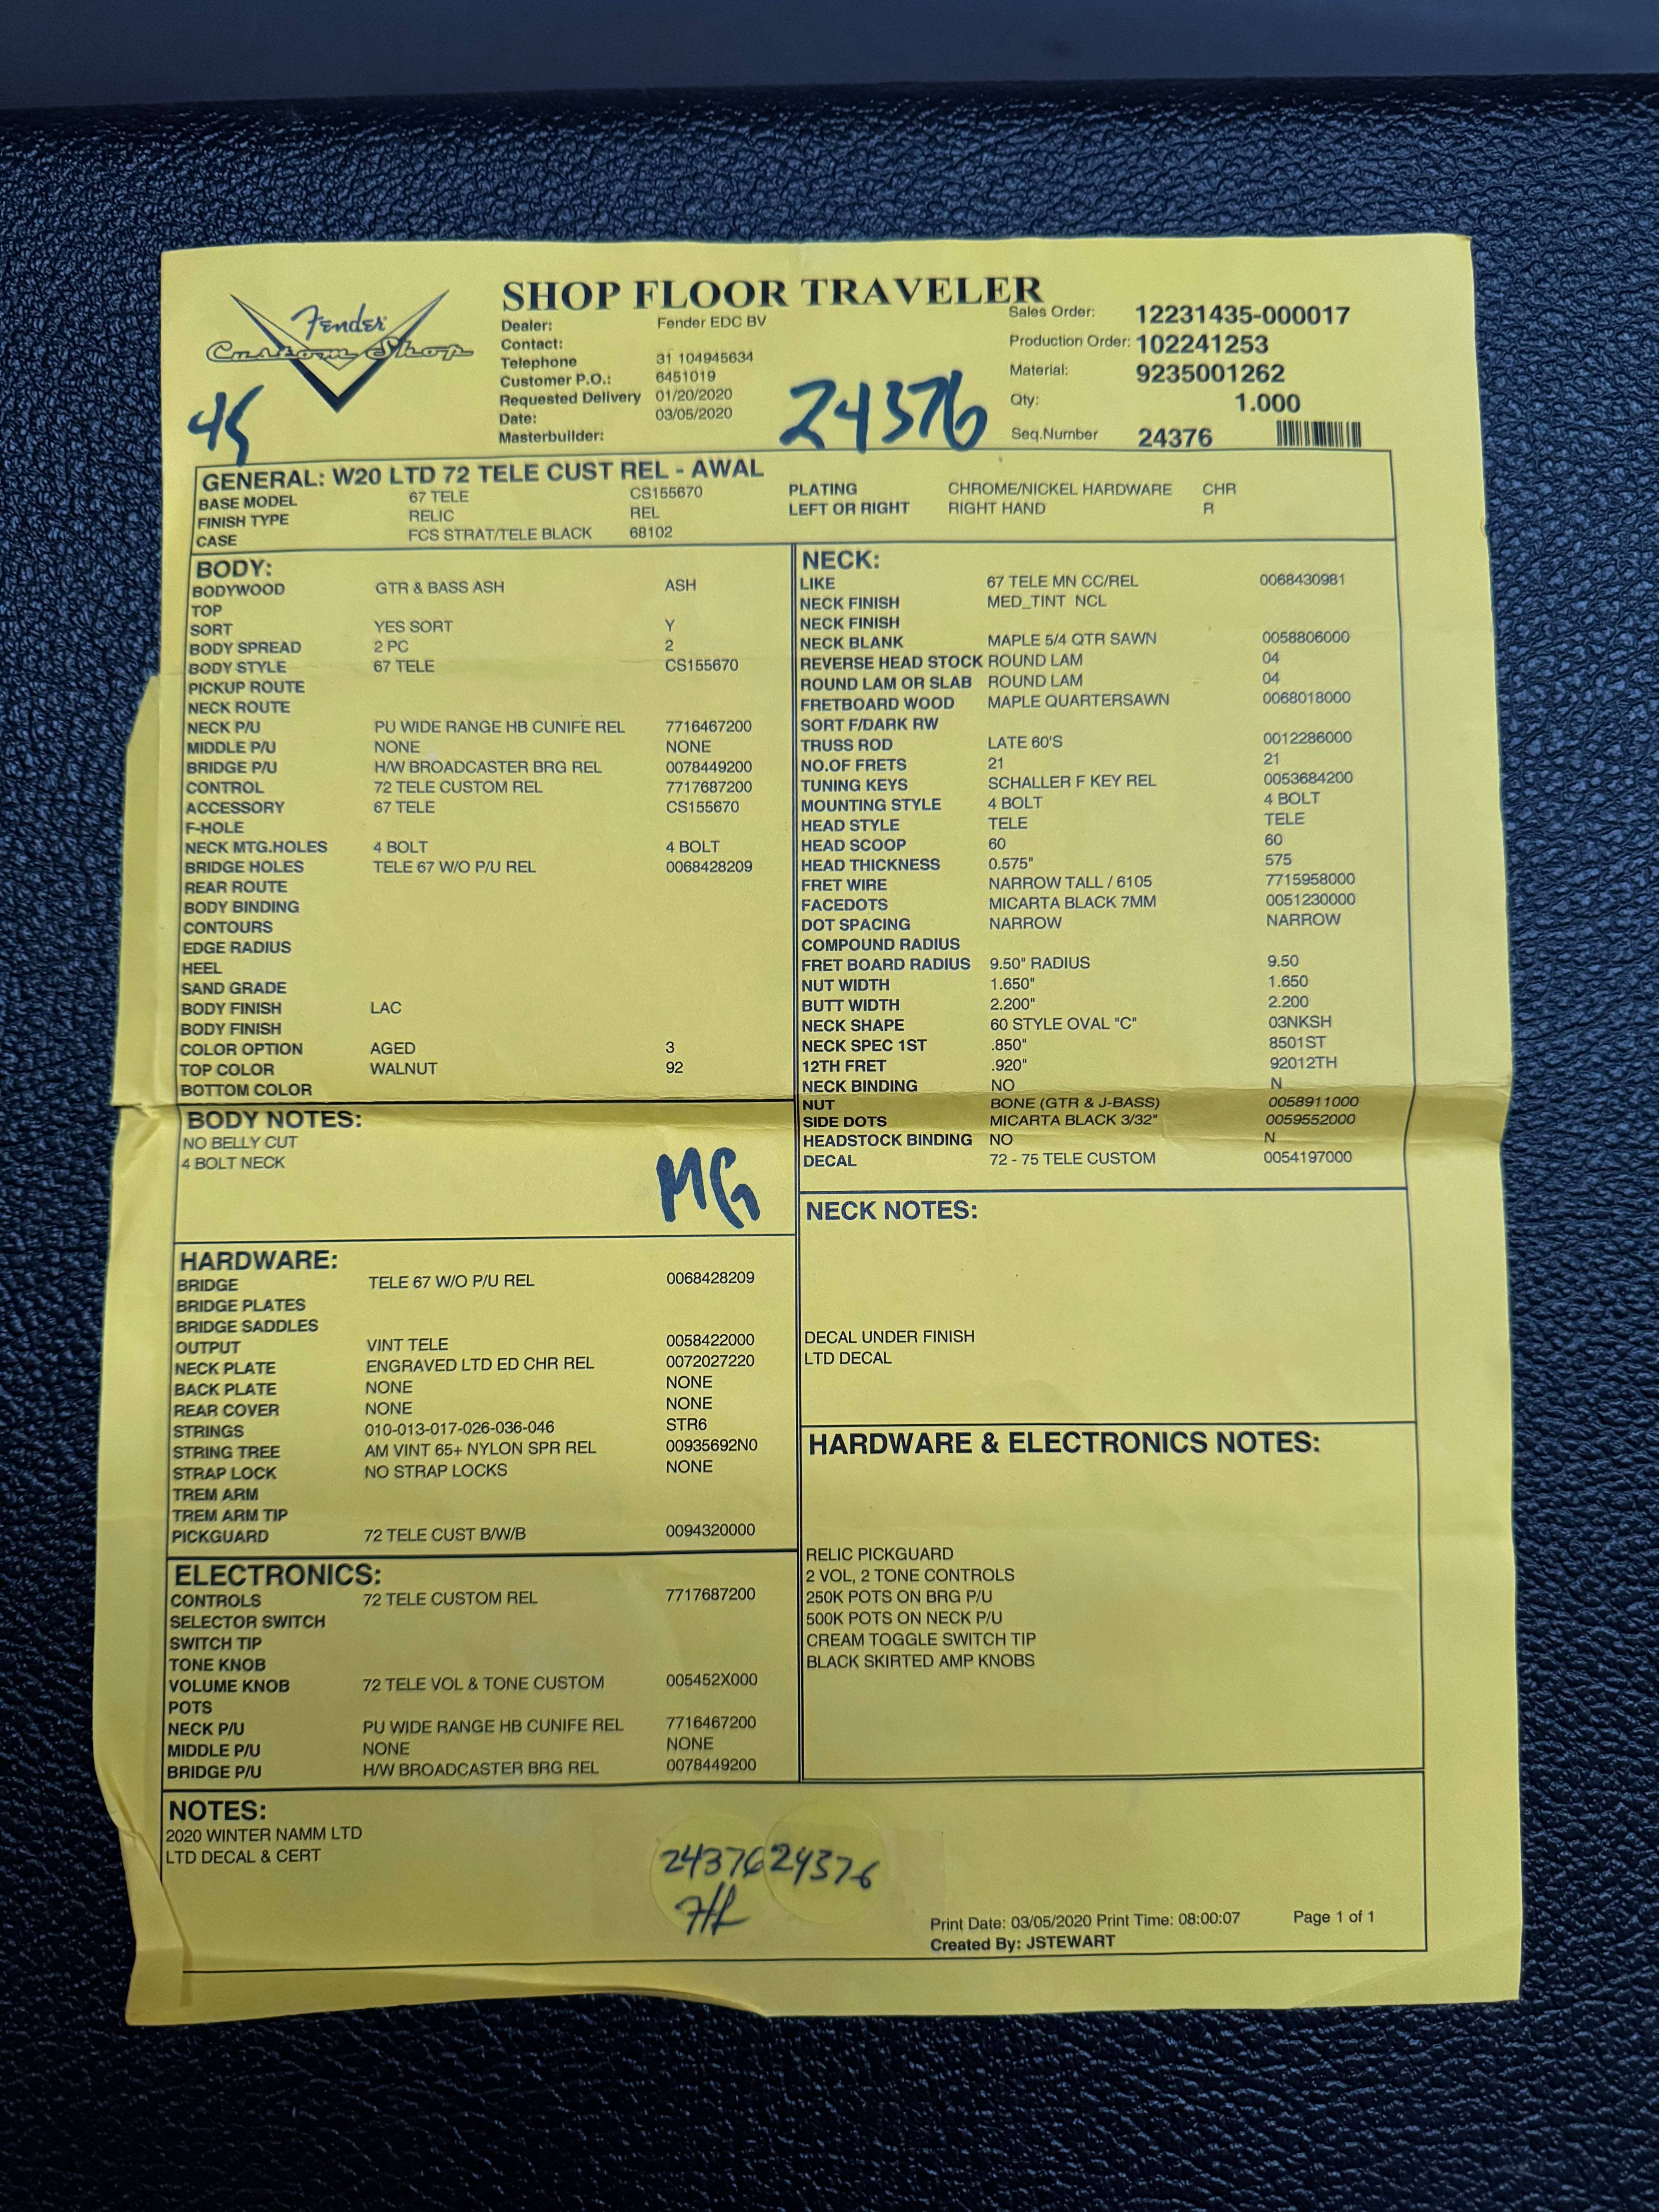 Fender
Custom Shop
SHOP FLOOR TRAVELER
Dealer: Fender EDC BV
Contact:
Telephone 31 104945634
Customer P.O.: 6451019
Requested Delivery 01/20/2020
Date: 03/05/2020
Masterbuilder:
Sales Order: 12231435-000017
Production Order: 102241253
Material: 9235001262
Qty: 1.000
Seq.Number 24376
24376
GENERAL: W20 LTD 72 TELE CUST REL - AWAL
BASE MODEL 67 TELE CS155670
FINISH TYPE RELIC REL
CASE FCS STRAT/TELE BLACK 68102
PLATING CHROME/NICKEL HARDWARE CHR
LEFT OR RIGHT RIGHT HAND R
BODY:
BODYWOOD GTR & BASS ASH ASH
TOP
SORT YES SORT Y
BODY SPREAD 2 PC 2
BODY STYLE 67 TELE CS155670
PICKUP ROUTE
NECK ROUTE
NECK P/U PU WIDE RANGE HB CUNIFE REL 7716467200
MIDDLE P/U NONE NONE
BRIDGE P/U H/W BROADCASTER BRG REL 0078449200
CONTROL 72 TELE CUSTOM REL 7717687200
ACCESSORY 67 TELE CS155670
F-HOLE
NECK MTG.HOLES 4 BOLT 4 BOLT
BRIDGE HOLES TELE 67 W/O P/U REL 0068428209
REAR ROUTE
BODY BINDING
CONTOURS
EDGE RADIUS
HEEL
SAND GRADE
BODY FINISH LAC
BODY FINISH
COLOR OPTION AGED 3
TOP COLOR WALNUT 92
BOTTOM COLOR
BODY NOTES:
NO BELLY CUT
4 BOLT NECK
MG
HARDWARE:
BRIDGE TELE 67 W/O P/U REL 0068428209
BRIDGE PLATES
BRIDGE SADDLES
OUTPUT VINT TELE 0058422000
NECK PLATE ENGRAVED LTD ED CHR REL 0072027220
BACK PLATE NONE NONE
REAR COVER NONE NONE
STRINGS 010-013-017-026-036-046 STR6
STRING TREE AM VINT 65+ NYLON SPR REL 00935692N0
STRAP LOCK NO STRAP LOCKS NONE
TREM ARM
TREM ARM TIP
PICKGUARD 72 TELE CUST B/W/B 0094320000
ELECTRONICS:
CONTROLS 72 TELE CUSTOM REL 7717687200
SELECTOR SWITCH
SWITCH TIP
TONE KNOB
VOLUME KNOB 72 TELE VOL & TONE CUSTOM 005452X000
POTS
NECK P/U PU WIDE RANGE HB CUNIFE REL 7716467200
MIDDLE P/U NONE NONE
BRIDGE P/U H/W BROADCASTER BRG REL 0078449200
NECK:
LIKE 67 TELE MN CC/REL 0068430981
NECK FINISH MED_TINT NCL
NECK FINISH
NECK BLANK MAPLE 5/4 QTR SAWN 0058806000
REVERSE HEAD STOCK ROUND LAM 04
ROUND LAM OR SLAB ROUND LAM 04
FRETBOARD WOOD MAPLE QUARTERSAWN 0068018000
SORT F/DARK RW
TRUSS ROD LATE 60'S 0012286000
NO.OF FRETS 21 21
TUNING KEYS SCHALLER F KEY REL 0053684200
MOUNTING STYLE 4 BOLT 4 BOLT
HEAD STYLE TELE TELE
HEAD SCOOP 60 60
HEAD THICKNESS 0.575" 575
FRET WIRE NARROW TALL / 6105 7715958000
FACEDOTS MICARTA BLACK 7MM 0051230000
DOT SPACING NARROW NARROW
COMPOUND RADIUS
FRET BOARD RADIUS 9.50" RADIUS 9.50
NUT WIDTH 1.650" 1.650
BUTT WIDTH 2.200" 2.200
NECK SHAPE 60 STYLE OVAL "C" 03NKSH
NECK SPEC 1ST .850" 8501ST
12TH FRET .920" 92012TH
NECK BINDING NO N
NUT BONE (GTR & J-BASS) 0058911000
SIDE DOTS MICARTA BLACK 3/32" 0059552000
HEADSTOCK BINDING NO N
DECAL 72 - 75 TELE CUSTOM 0054197000
NECK NOTES:
DECAL UNDER FINISH
LTD DECAL
HARDWARE & ELECTRONICS NOTES:
RELIC PICKGUARD
2 VOL, 2 TONE CONTROLS
250K POTS ON BRG P/U
500K POTS ON NECK P/U
CREAM TOGGLE SWITCH TIP
BLACK SKIRTED AMP KNOBS
NOTES:
2020 WINTER NAMM LTD
LTD DECAL & CERT
24376 24376
Print Date: 03/05/2020 Print Time: 08:00:07 Page 1 of 1
Created By: JSTEWART